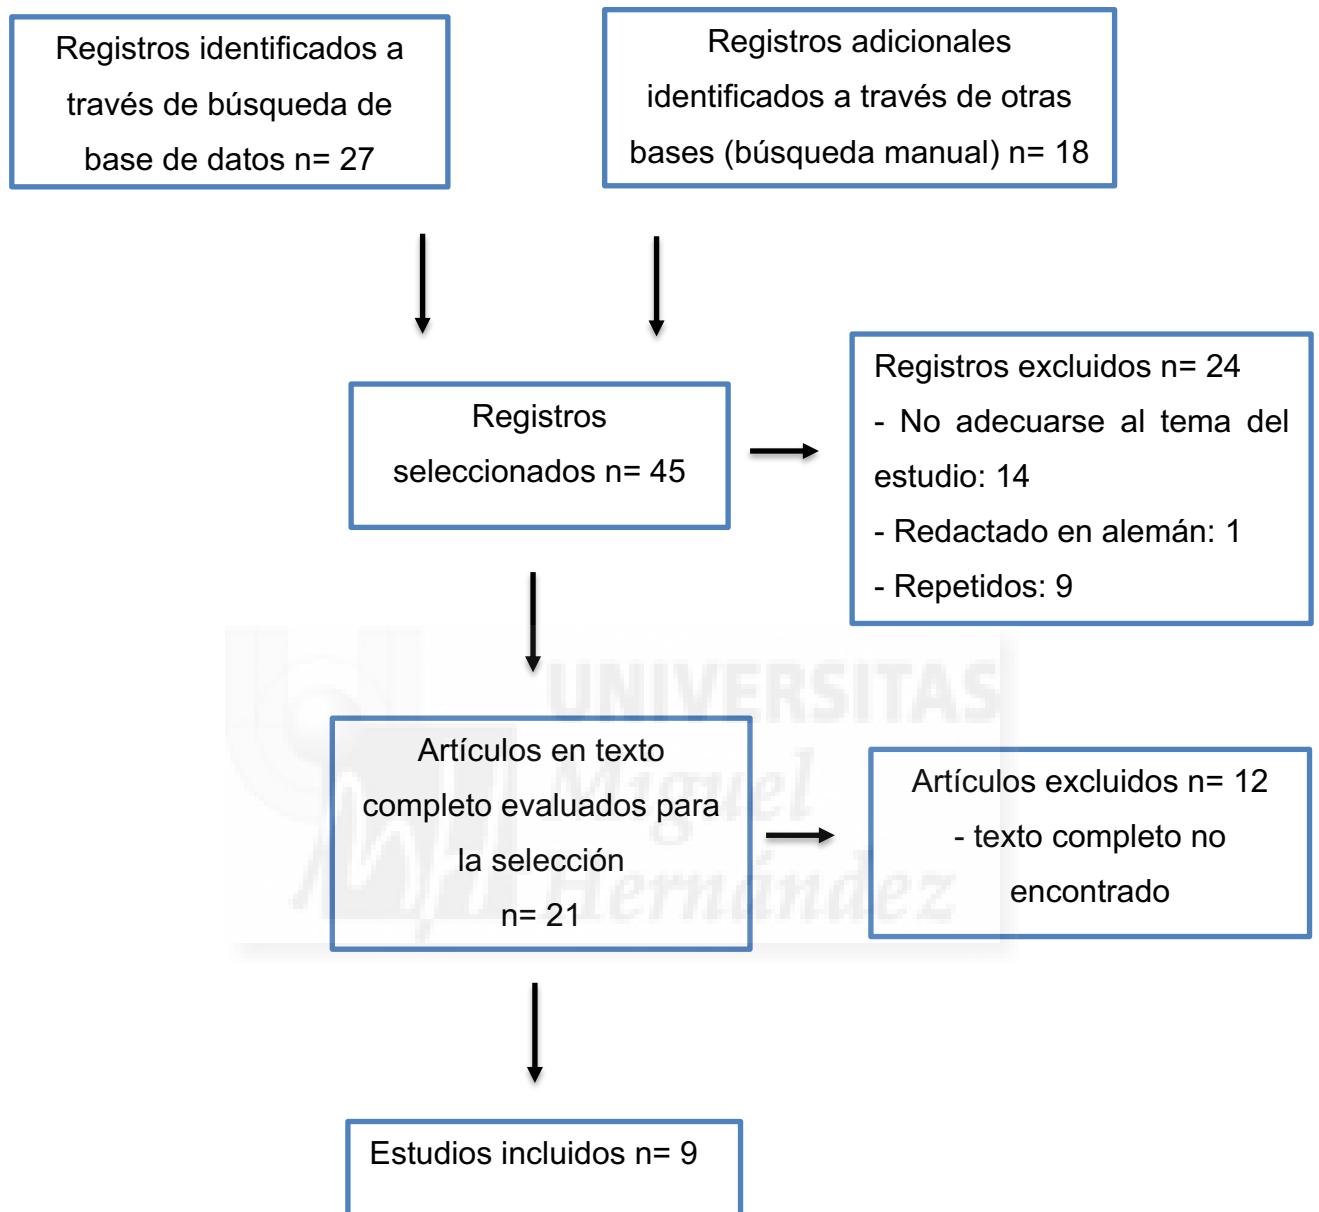 Registros identificados a
través de búsqueda de
base de datos n= 27
Registros adicionales
identificados a través de otras
bases (búsqueda manual) n= 18
Registros
seleccionados n= 45
Registros excluidos n= 24
- No adecuarse al tema del
estudio: 14
- Redactado en alemán: 1
- Repetidos: 9
UNIVERSITAS
Miguel
Hernández
Artículos en texto
completo evaluados para
la selección
n= 21
Artículos excluidos n= 12
- texto completo no
encontrado
Estudios incluidos n= 9